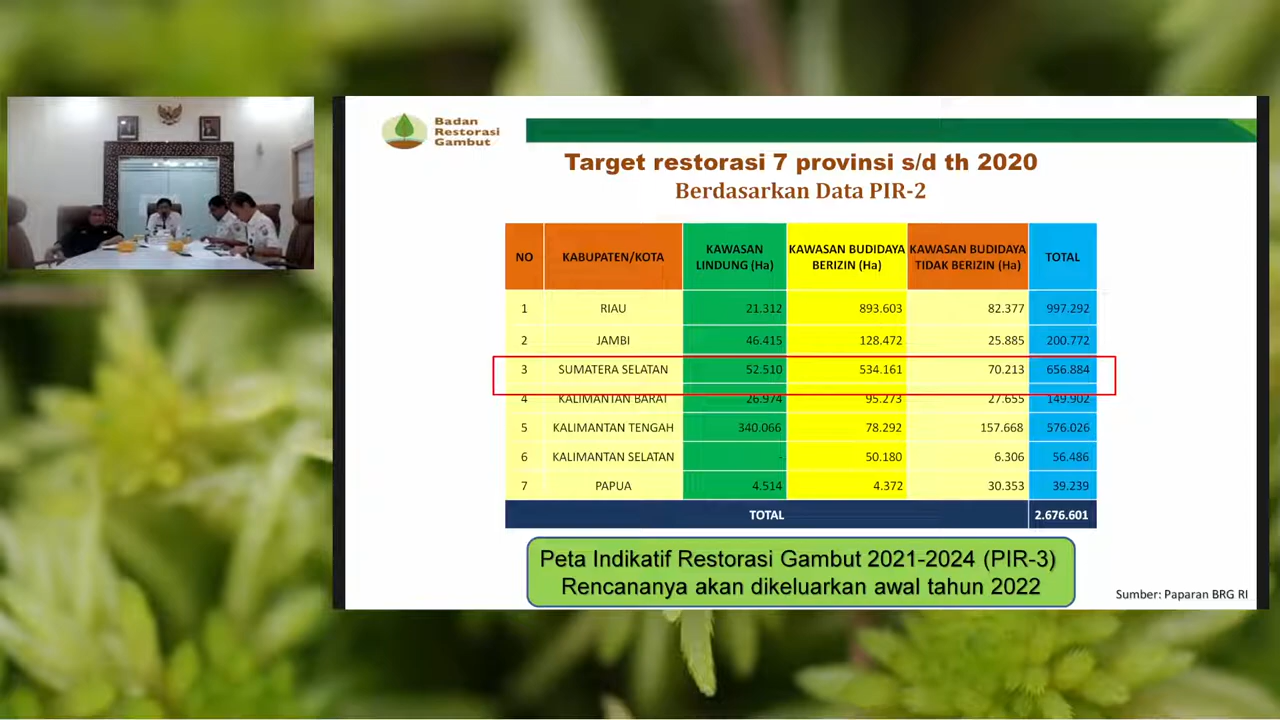 Badan
Restorasi
Gambut
Target restorasi 7 provinsi s/d th 2020
Berdasarkan Data PIR-2
NO KABUPATEN/KOTA KAWASAN LINDUNG (Ha) KAWASAN BUDIDAYA BERIZIN (Ha) KAWASAN BUDIDAYA TIDAK BERIZIN (Ha) TOTAL
1 RIAU 21.312 893.603 82.377 997.292
2 JAMBI 46.415 128.472 25.885 200.772
3 SUMATERA SELATAN 52.510 534.161 70.213 656.884
4 KALIMANTAN BARAT 26.974 95.273 27.655 149.902
5 KALIMANTAN TENGAH 340.066 78.292 157.668 576.026
6 KALIMANTAN SELATAN - 50.180 6.306 56.486
7 PAPUA 4.514 4.372 30.353 39.239
TOTAL 2.676.601
Peta Indikatif Restorasi Gambut 2021-2024 (PIR-3)
Rencananya akan dikeluarkan awal tahun 2022
Sumber: Paparan BRG RI